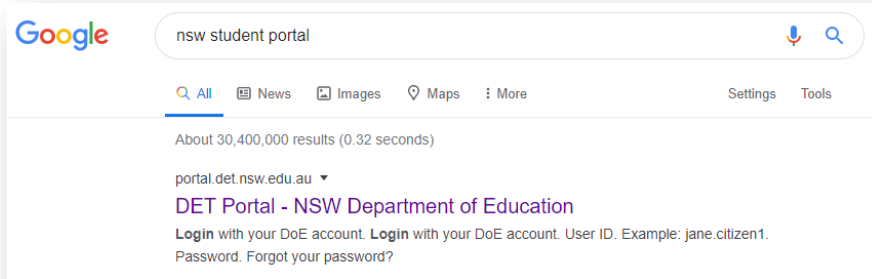 Google
nsw student portal
All News Images Maps More Settings Tools
About 30,400,000 results (0.32 seconds)
portal.det.nsw.edu.au
DET Portal - NSW Department of Education
Login with your DoE account. Login with your DoE account. User ID. Example: jane.citizen1.
Password. Forgot your password?